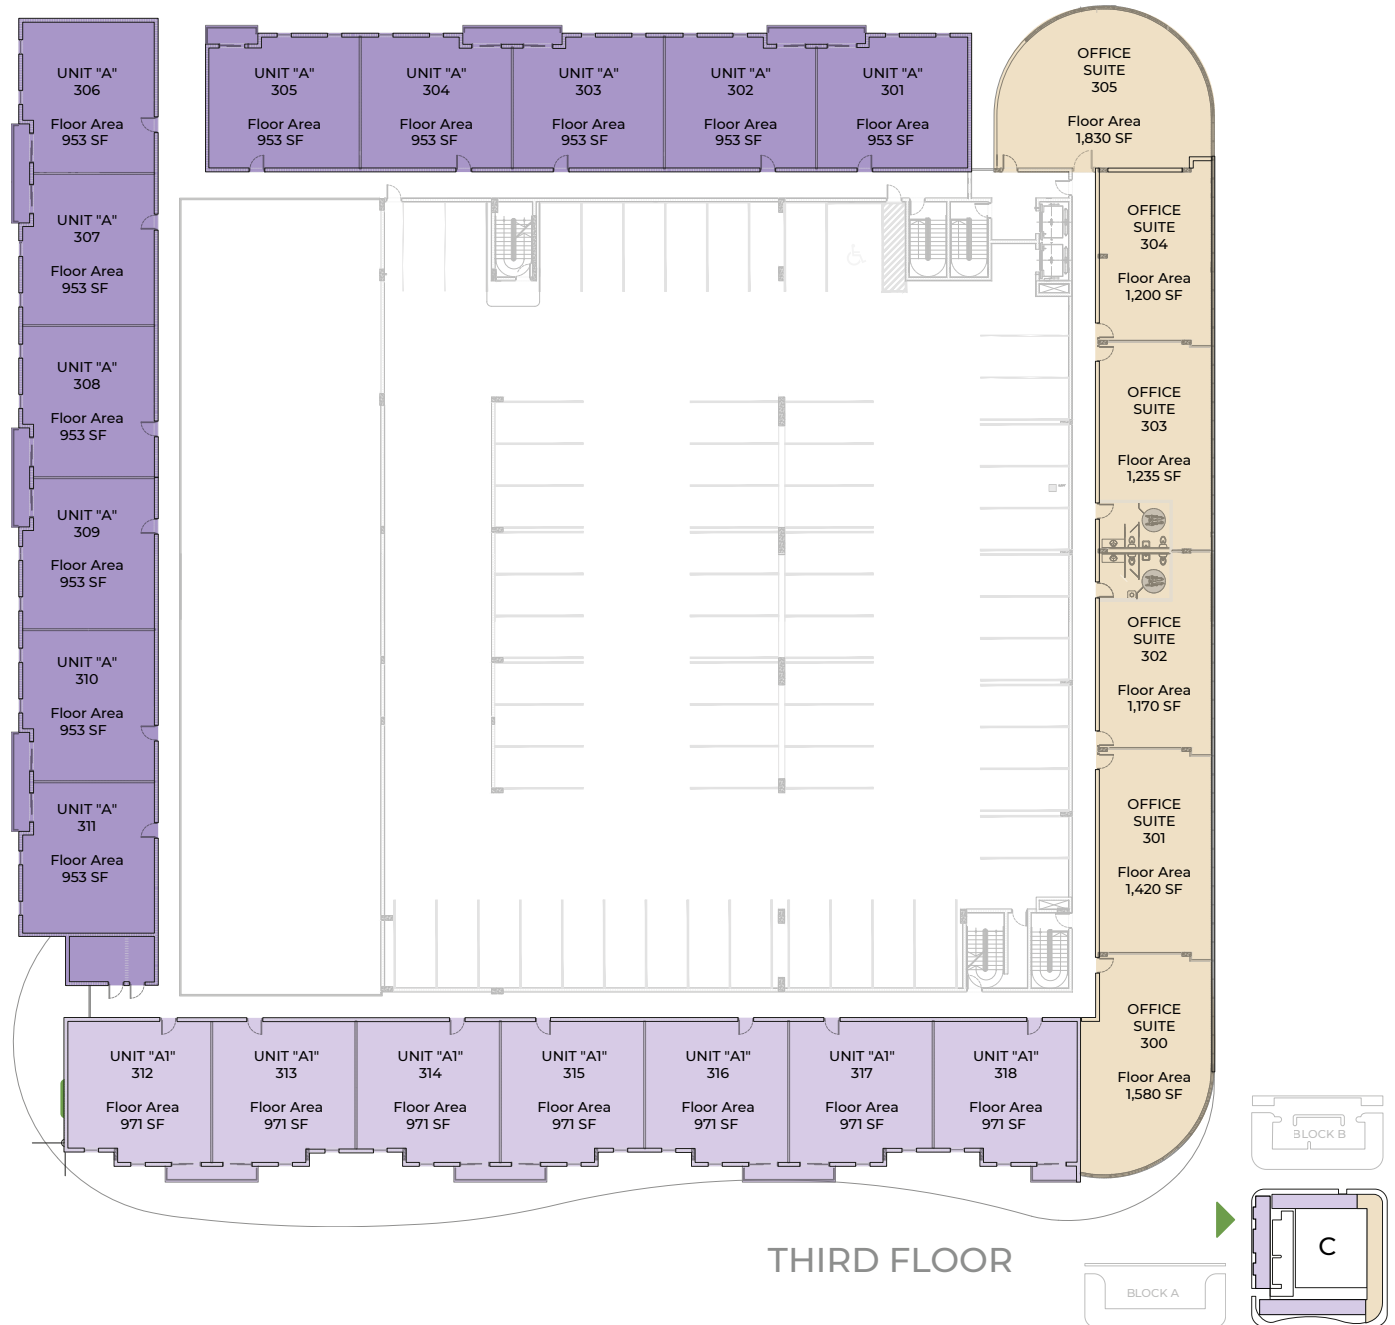 UNIT "A"
306
Floor Area
953 SF
UNIT "A"
305
Floor Area
953 SF
UNIT "A"
304
Floor Area
953 SF
UNIT "A"
303
Floor Area
953 SF
UNIT "A"
302
Floor Area
953 SF
UNIT "A"
301
Floor Area
953 SF
OFFICE
SUITE
305
Floor Area
1,830 SF
UNIT "A"
307
Floor Area
953 SF
OFFICE
SUITE
304
Floor Area
1,200 SF
UNIT "A"
308
Floor Area
953 SF
OFFICE
SUITE
303
Floor Area
1,235 SF
UNIT "A"
309
Floor Area
953 SF
OFFICE
SUITE
302
Floor Area
1,170 SF
UNIT "A"
310
Floor Area
953 SF
UNIT "A"
311
Floor Area
953 SF
OFFICE
SUITE
301
Floor Area
1,420 SF
OFFICE
SUITE
300
Floor Area
1,580 SF
UNIT "A1"
312
Floor Area
971 SF
UNIT "A1"
313
Floor Area
971 SF
UNIT "A1"
314
Floor Area
971 SF
UNIT "A1"
315
Floor Area
971 SF
UNIT "A1"
316
Floor Area
971 SF
UNIT "A1"
317
Floor Area
971 SF
UNIT "A1"
318
Floor Area
971 SF
BLOCK B
C
THIRD FLOOR
BLOCK A